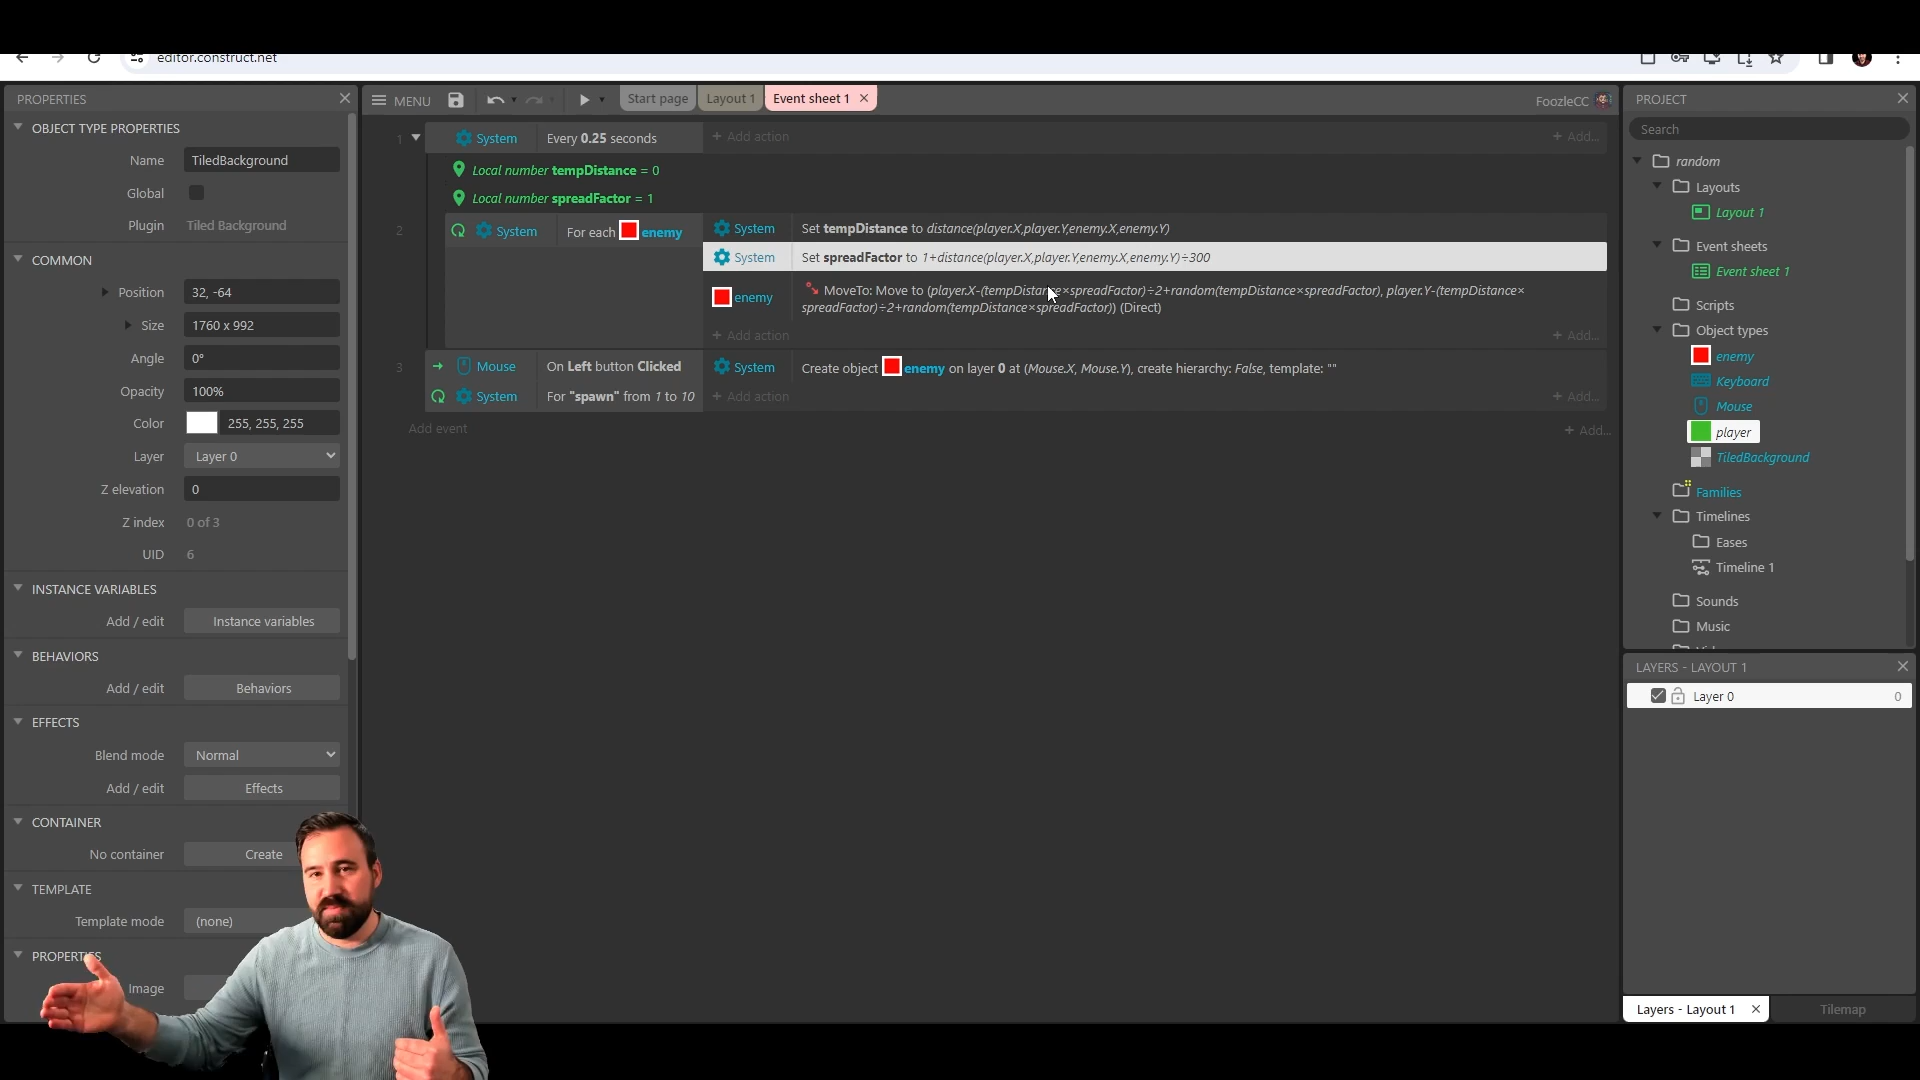 editor.construct.net
PROPERTIES
OBJECT TYPE PROPERTIES
Name TiledBackground
Global
Plugin Tiled Background
COMMON
Position 32, -64
Size 1760 x 992
Angle 0°
Opacity 100%
Color 255, 255, 255
Layer Layer 0
Z elevation 0
Z index 0 of 3
UID 6
INSTANCE VARIABLES
Add / edit Instance variables
BEHAVIORS
Add / edit Behaviors
EFFECTS
Blend mode Normal
Add / edit Effects
CONTAINER
No container Create
TEMPLATE
Template mode (none)
PROPERTIES
Image
MENU
Start page
Layout 1
Event sheet 1
FoozleCC
1
System Every 0.25 seconds
+ Add action
+ Add...
Local number tempDistance = 0
Local number spreadFactor = 1
2
System For each enemy
System Set tempDistance to distance(player.X,player.Y,enemy.X,enemy.Y)
System Set spreadFactor to 1+distance(player.X,player.Y,enemy.X,enemy.Y)÷300
enemy MoveTo: Move to (player.X-(tempDistance×spreadFactor)÷2+random(tempDistance×spreadFactor), player.Y-(tempDistance×
spreadFactor)÷2+random(tempDistance×spreadFactor)) (Direct)
+ Add action
+ Add...
3
Mouse On Left button Clicked
System Create object enemy on layer 0 at (Mouse.X, Mouse.Y), create hierarchy: False, template: ""
System For "spawn" from 1 to 10
+ Add action
+ Add...
Add event
+ Add...
PROJECT
Search
random
Layouts
Layout 1
Event sheets
Event sheet 1
Scripts
Object types
enemy
Keyboard
Mouse
player
TiledBackground
Families
Timelines
Eases
Timeline 1
Sounds
Music
LAYERS - LAYOUT 1
Layer 0 0
Layers - Layout 1
Tilemap